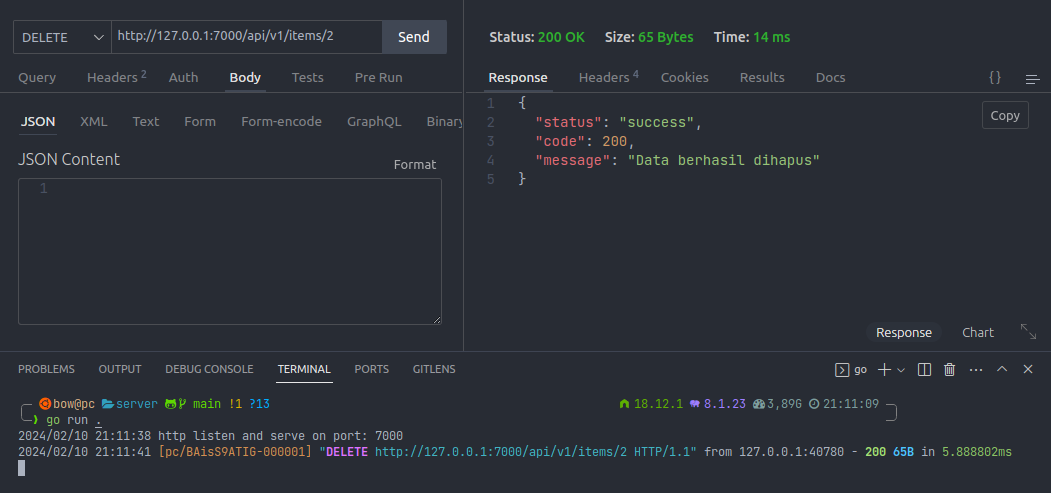 DELETE http://127.0.0.1:7000/api/v1/items/2 Send
Query Headers 2 Auth Body Tests Pre Run
JSON XML Text Form Form-encode GraphQL Binary
JSON Content
Format
1
Status: 200 OK Size: 65 Bytes Time: 14 ms
Response Headers 4 Cookies Results Docs {}
1 {
2 "status": "success",
3 "code": 200,
4 "message": "Data berhasil dihapus"
5 }
Copy
Response Chart
PROBLEMS OUTPUT DEBUG CONSOLE TERMINAL PORTS GITLENS
go
bow@pc server main !1 ?13 18.12.1 8.1.23 3,89G 21:11:09
go run .
2024/02/10 21:11:38 http listen and serve on port: 7000
2024/02/10 21:11:41 [pc/BAisS9ATIG-000001] "DELETE http://127.0.0.1:7000/api/v1/items/2 HTTP/1.1" from 127.0.0.1:40780 - 200 65B in 5.888802ms